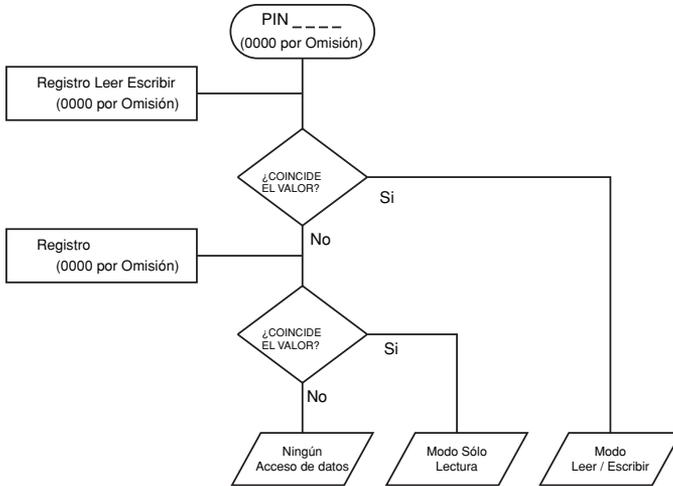 PIN _ _ _ _
(0000 por Omisión)
Registro Leer Escribir
(0000 por Omisión)
¿COINCIDE
EL VALOR?
Si
No
Registro
(0000 por Omisión)
¿COINCIDE
EL VALOR?
Si
No
Ningún
Acceso de datos
Modo Sólo
Lectura
Modo
Leer / Escribir